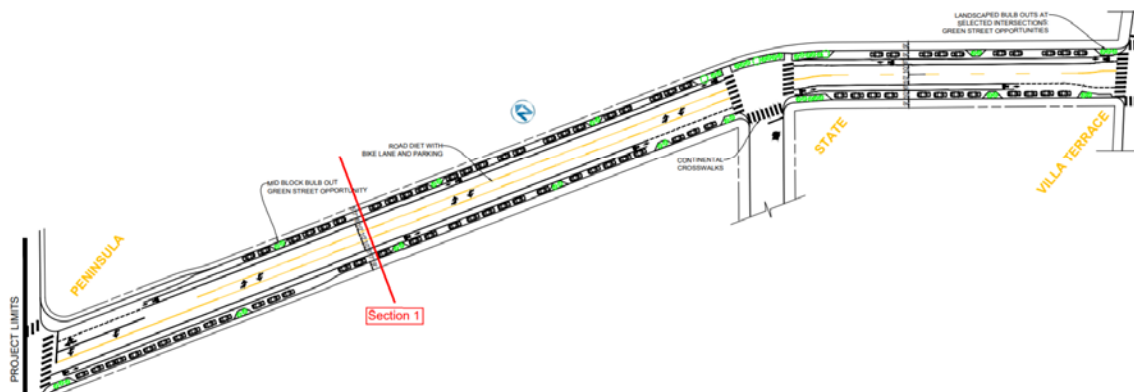 LANDSCAPED BULB OUTS AT
SELECTED INTERSECTIONS
GREEN STREET OPPORTUNITIES
ROAD DIET WITH
BIKE LANE AND PARKING
CONTINENTAL
CROSSWALKS
MID BLOCK BULB OUT
GREEN STREET OPPORTUNITY
STATE
VILLA TERRACE
PENINSULA
Section 1
PROJECT LIMITS